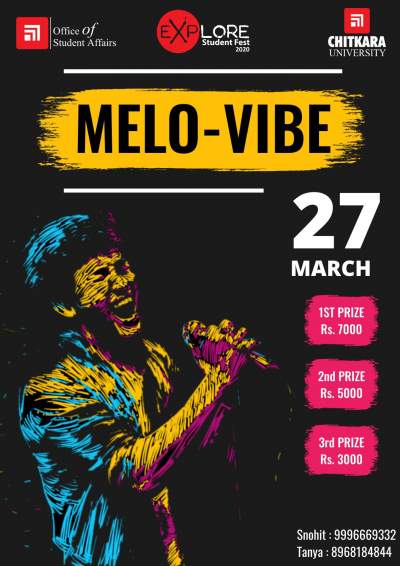 Office of
Student Affairs
EXPLORE
Student Fest
2020
CHITKARA
UNIVERSITY
MELO-VIBE
27
MARCH
1ST PRIZE
Rs. 7000
2nd PRIZE
Rs. 5000
3rd PRIZE
Rs. 3000
Snohit : 9996669332
Tanya : 8968184844